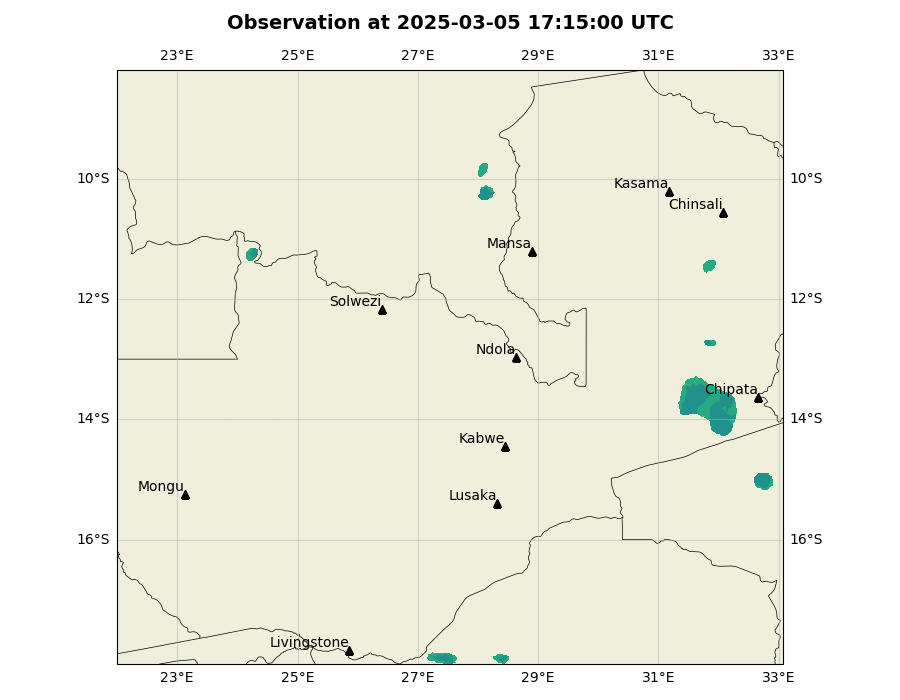 Observation at 2025-03-05 17:15:00 UTC
23°E 25°E 27°E 29°E 31°E 33°E
10°S 10°S
Kasama
Chinsali
Mansa
12°S 12°S
Solwezi
Ndola
Chipata
14°S 14°S
Kabwe
Mongu
Lusaka
16°S 16°S
Livingstone
23°E 25°E 27°E 29°E 31°E 33°E